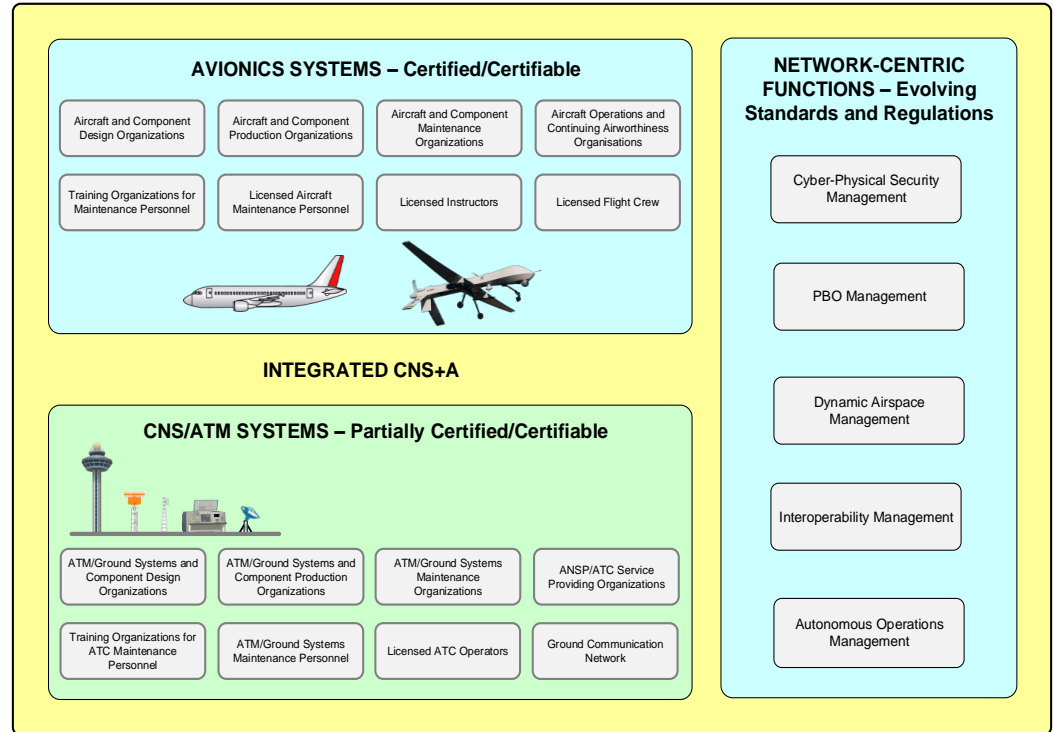 AVIONICS SYSTEMS – Certified/Certifiable
Aircraft and Component
Design Organizations
Aircraft and Component
Production Organizations
Aircraft and Component
Maintenance
Organizations
Aircraft Operations and
Continuing Airworthiness
Organisations
Training Organizations for
Maintenance Personnel
Licensed Aircraft
Maintenance Personnel
Licensed Instructors
Licensed Flight Crew
INTEGRATED CNS+A
CNS/ATM SYSTEMS – Partially Certified/Certifiable
ATM/Ground Systems and
Component Design
Organizations
ATM/Ground Systems and
Component Production
Organizations
ATM/Ground Systems
Maintenance
Organizations
ANSP/ATC Service
Providing Organizations
Training Organizations for
ATC Maintenance
Personnel
ATM/Ground Systems
Maintenance Personnel
Licensed ATC Operators
Ground Communication
Network
NETWORK-CENTRIC
FUNCTIONS – Evolving
Standards and Regulations
Cyber-Physical Security
Management
PBO Management
Dynamic Airspace
Management
Interoperability Management
Autonomous Operations
Management